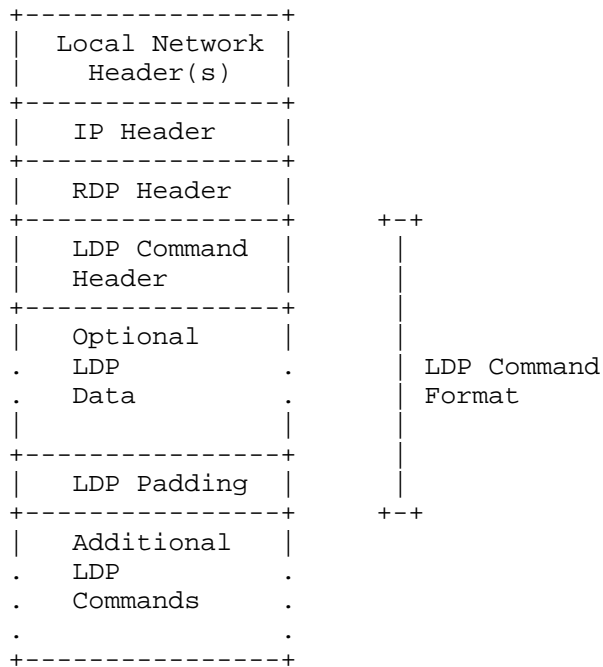 Local Network
Header(s)
IP Header
RDP Header
LDP Command
Header
Optional
LDP
Data
LDP Command
Format
LDP Padding
Additional
LDP
Commands